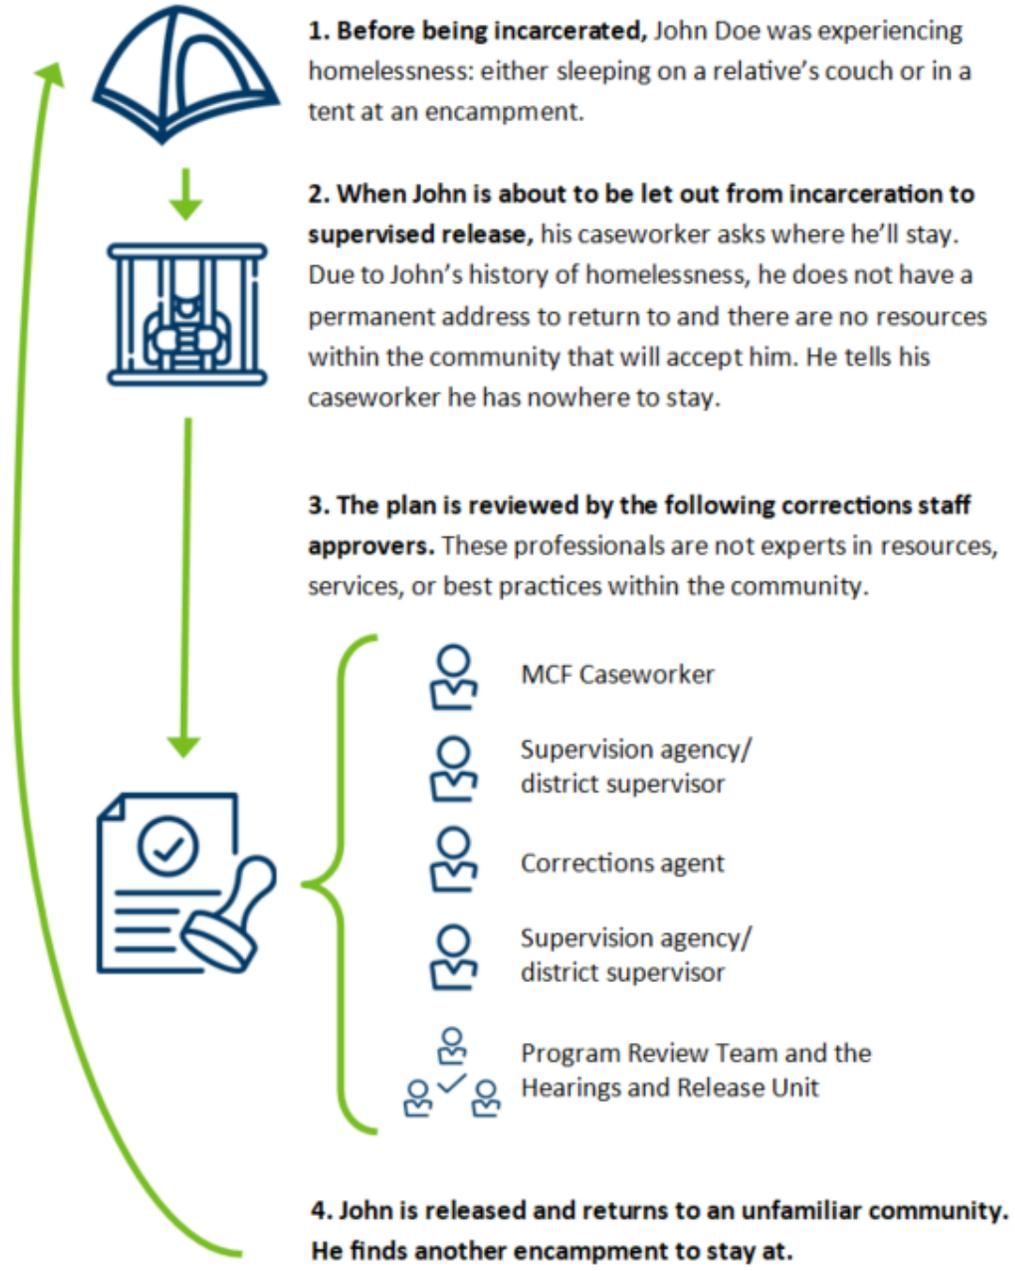 1. Before being incarcerated, John Doe was experiencing
homelessness: either sleeping on a relative’s couch or in a
tent at an encampment.
2. When John is about to be let out from incarceration to
supervised release, his caseworker asks where he’ll stay.
Due to John’s history of homelessness, he does not have a
permanent address to return to and there are no resources
within the community that will accept him. He tells his
caseworker he has nowhere to stay.
3. The plan is reviewed by the following corrections staff
approvers. These professionals are not experts in resources,
services, or best practices within the community.
MCF Caseworker
Supervision agency/
district supervisor
Corrections agent
Supervision agency/
district supervisor
Program Review Team and the
Hearings and Release Unit
4. John is released and returns to an unfamiliar community.
He finds another encampment to stay at.